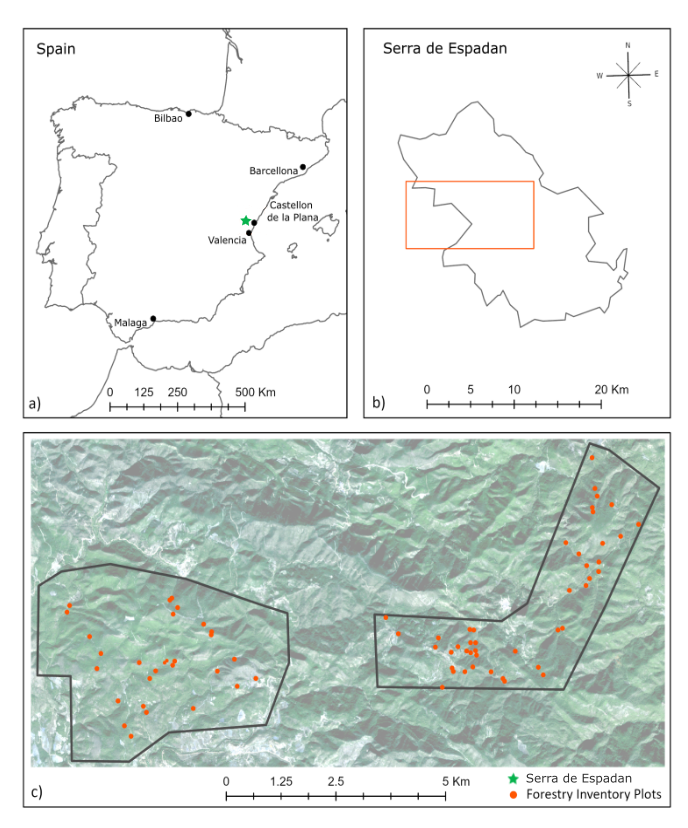 Spain
Bilbao
Barcellona
Castellon
de la Plana
Valencia
Malaga
0 125 250 500 Km
a)
Serra de Espadan
N
W E
S
0 5 10 20 Km
b)
0 1.25 2.5 5 Km
c)
Serra de Espadan
Forestry Inventory Plots